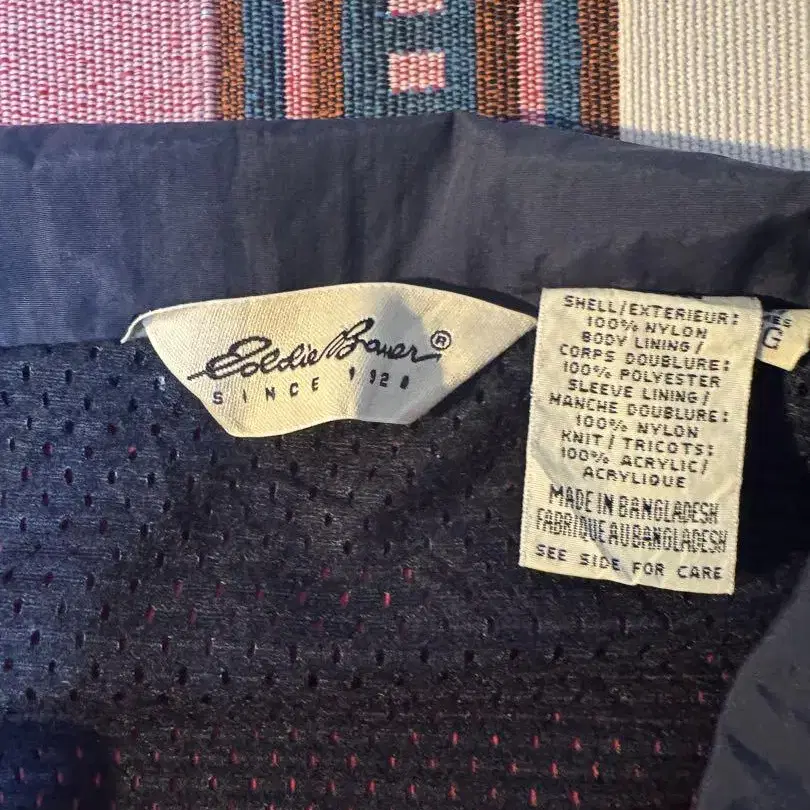 Eddie Bauer®
SINCE 1920
SHELL/EXTERIEUR:
100% NYLON
BODY LINING/
CORPS DOUBLURE:
100% POLYESTER
SLEEVE LINING/
MANCHE DOUBLURE:
100% NYLON
KNIT/TRICOTS:
100% ACRYLIC/
ACRYLIQUE
MADE IN BANGLADESH
FABRIQUE AU BANGLADESH
SEE SIDE FOR CARE
G